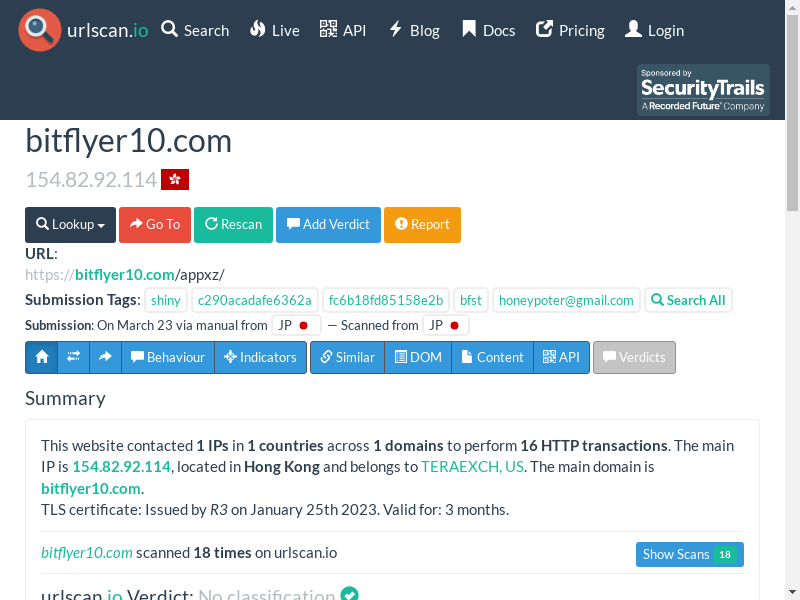 urlscan.io Search Live API Blog Docs Pricing Login
Sponsored by
SecurityTrails
A Recorded Future® Company
bitflyer10.com
154.82.92.114
Lookup Go To Rescan Add Verdict Report
URL:
https://bitflyer10.com/appxz/
Submission Tags: shiny c290acadafe6362a fc6b18fd85158e2b bfst honeypoter@gmail.com Search All
Submission: On March 23 via manual from JP — Scanned from JP
Behaviour Indicators Similar DOM Content API Verdicts
Summary
This website contacted 1 IPs in 1 countries across 1 domains to perform 16 HTTP transactions. The main
IP is 154.82.92.114, located in Hong Kong and belongs to TERAEXCH, US. The main domain is
bitflyer10.com.
TLS certificate: Issued by R3 on January 25th 2023. Valid for: 3 months.
bitflyer10.com scanned 18 times on urlscan.io Show Scans 18
urlscan.io Verdict: No classification